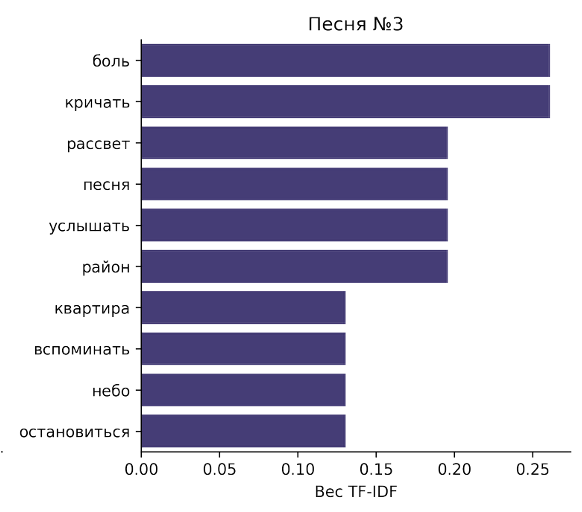 Песня №3
боль
кричать
рассвет
песня
услышать
район
квартира
вспоминать
небо
остановиться
0.00 0.05 0.10 0.15 0.20 0.25
Вес TF-IDF